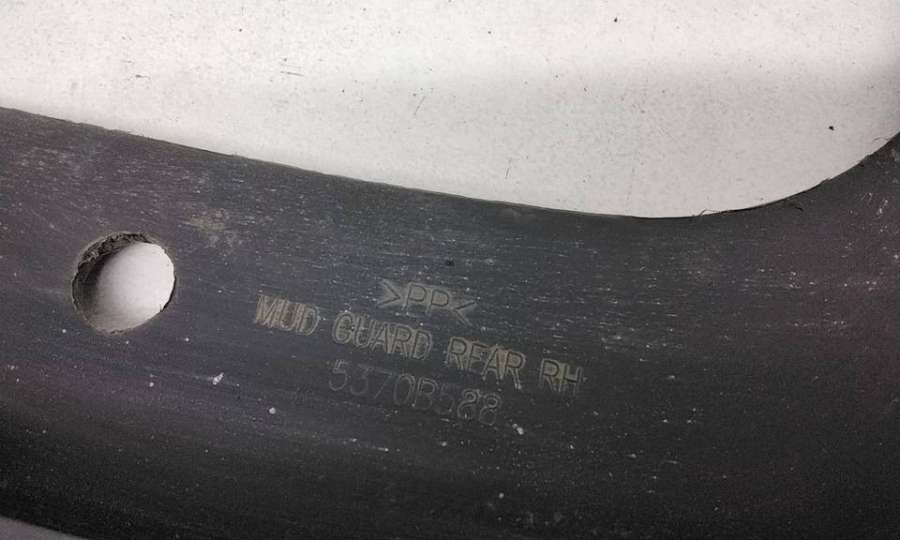 >PP<
MUD GUARD REAR RH
5370B588